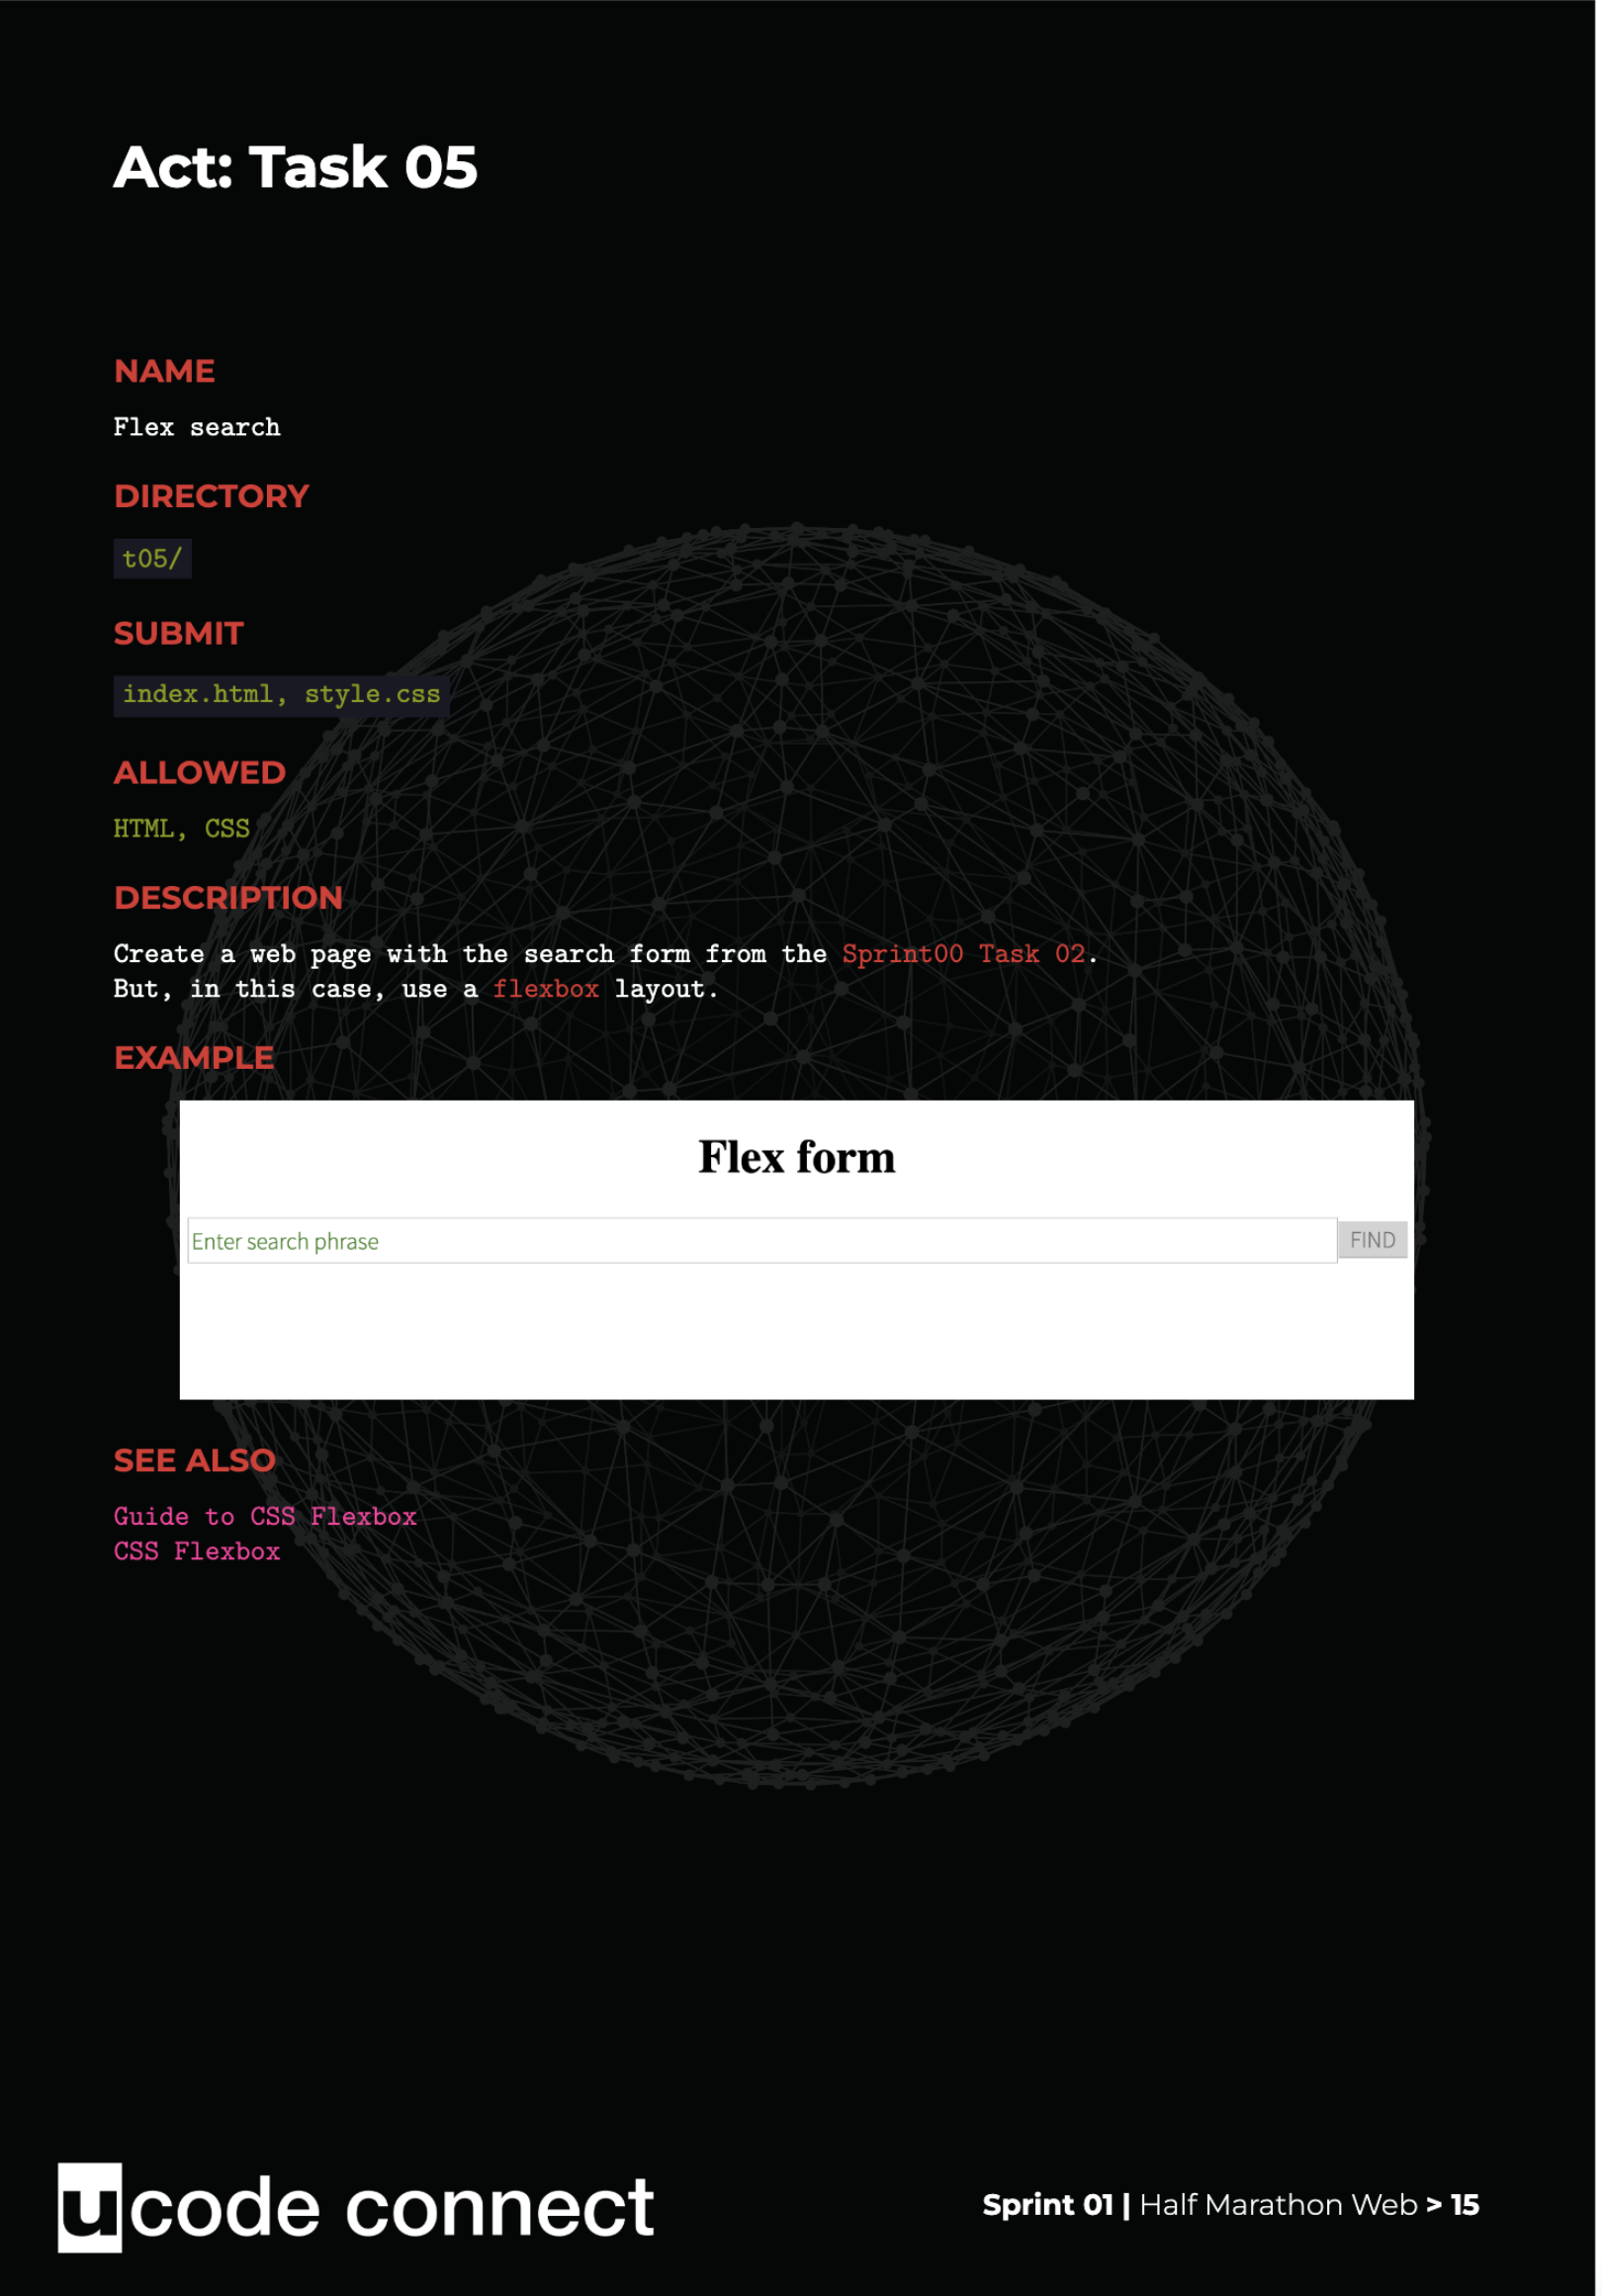 Act: Task 05
NAME
Flex search
DIRECTORY
t05/
SUBMIT
index.html, style.css
ALLOWED
HTML, CSS
DESCRIPTION
Create a web page with the search form from the Sprint00 Task 02.
But, in this case, use a flexbox layout.
EXAMPLE
Flex form
Enter search phrase FIND
SEE ALSO
Guide to CSS Flexbox
CSS Flexbox
ucode connect
Sprint 01 | Half Marathon Web > 15